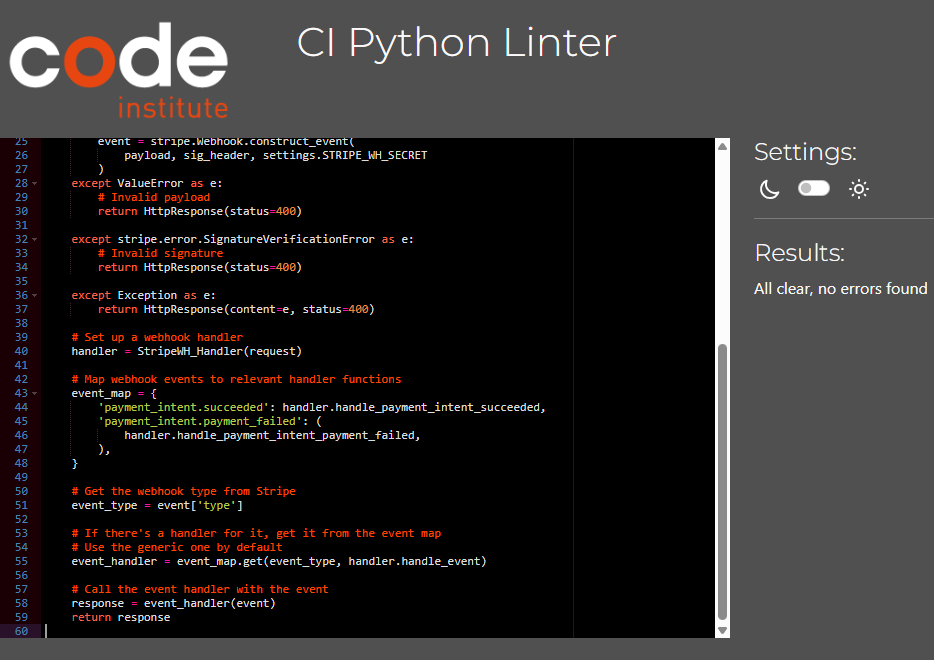 code
institute
CI Python Linter
25 event = stripe.Webhook.construct_event(
26 payload, sig_header, settings.STRIPE_WH_SECRET
27 )
28 except ValueError as e:
29 # Invalid payload
30 return HttpResponse(status=400)
31
32 except stripe.error.SignatureVerificationError as e:
33 # Invalid signature
34 return HttpResponse(status=400)
35
36 except Exception as e:
37 return HttpResponse(content=e, status=400)
38
39 # Set up a webhook handler
40 handler = StripeWH_Handler(request)
41
42 # Map webhook events to relevant handler functions
43 event_map = {
44 'payment_intent.succeeded': handler.handle_payment_intent_succeeded,
45 'payment_intent.payment_failed': (
46 handler.handle_payment_intent_payment_failed,
47 ),
48 }
49
50 # Get the webhook type from Stripe
51 event_type = event['type']
52
53 # If there's a handler for it, get it from the event map
54 # Use the generic one by default
55 event_handler = event_map.get(event_type, handler.handle_event)
56
57 # Call the event handler with the event
58 response = event_handler(event)
59 return response
60
Settings:
Results:
All clear, no errors found